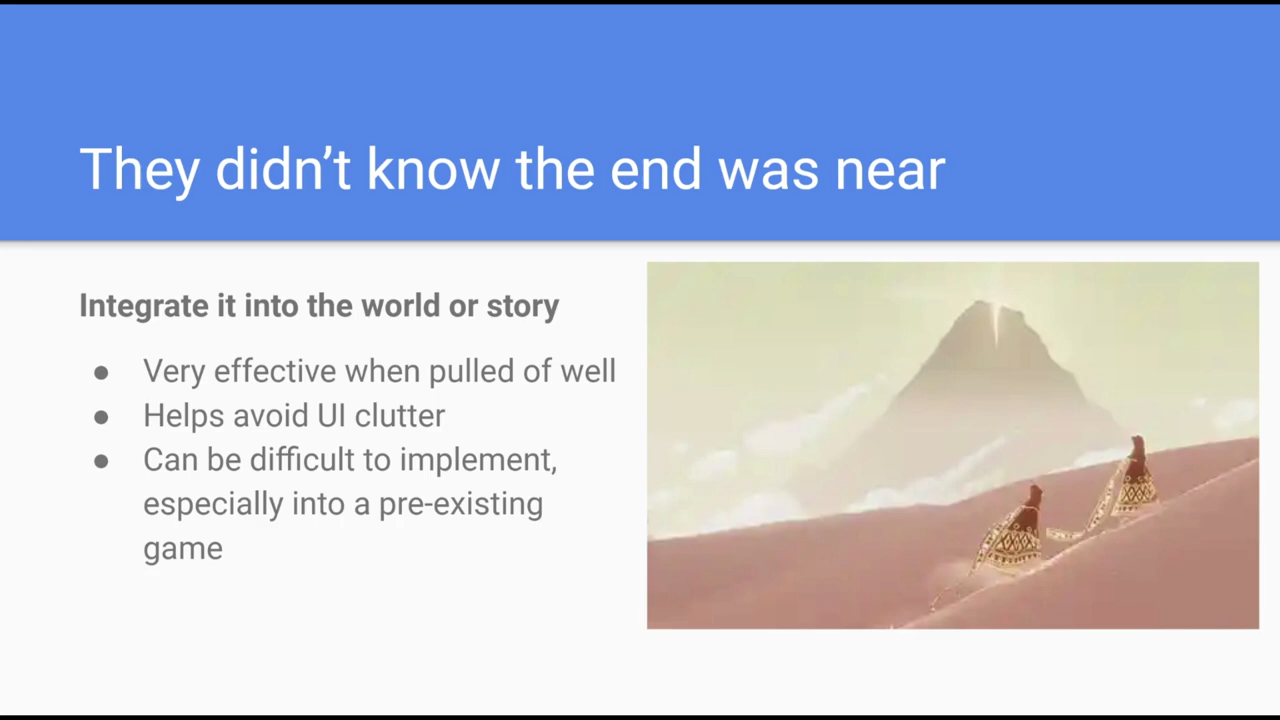 They didn’t know the end was near
Integrate it into the world or story
● Very effective when pulled of well
● Helps avoid UI clutter
● Can be difficult to implement,
especially into a pre-existing
game